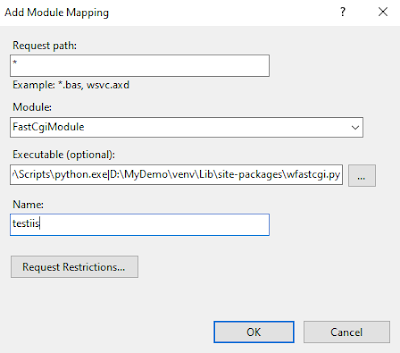 Add Module Mapping
? ×
Request path:
*
Example: *.bas, wsvc.axd
Module:
FastCgiModule
Executable (optional):
\Scripts\python.exe|D:\MyDemo\venv\Lib\site-packages\wfastcgi.py
...
Name:
testiis
Request Restrictions...
OK Cancel